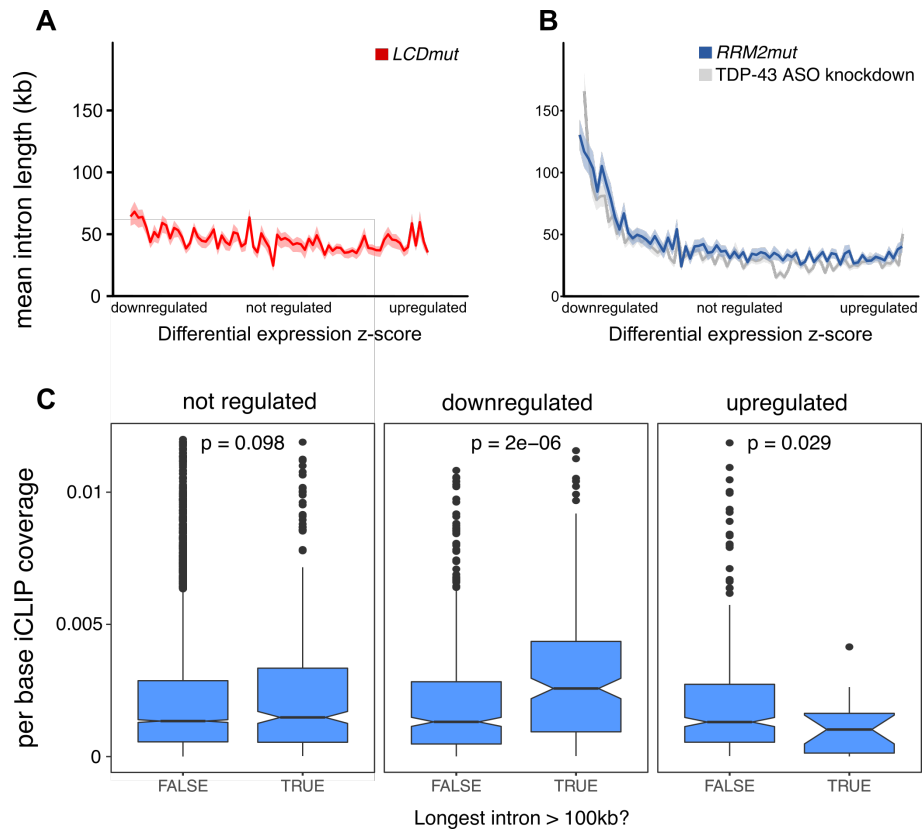 A
LCDmut
mean intron length (kb)
150
100
50
0
downregulated
not regulated
upregulated
Differential expression z-score
B
RRM2mut
TDP-43 ASO knockdown
150
100
50
0
downregulated
not regulated
upregulated
Differential expression z-score
C
not regulated
downregulated
upregulated
p = 0.098
p = 2e−06
p = 0.029
per base iCLIP coverage
0.01
0.005
0
FALSE
TRUE
FALSE
TRUE
FALSE
TRUE
Longest intron > 100kb?